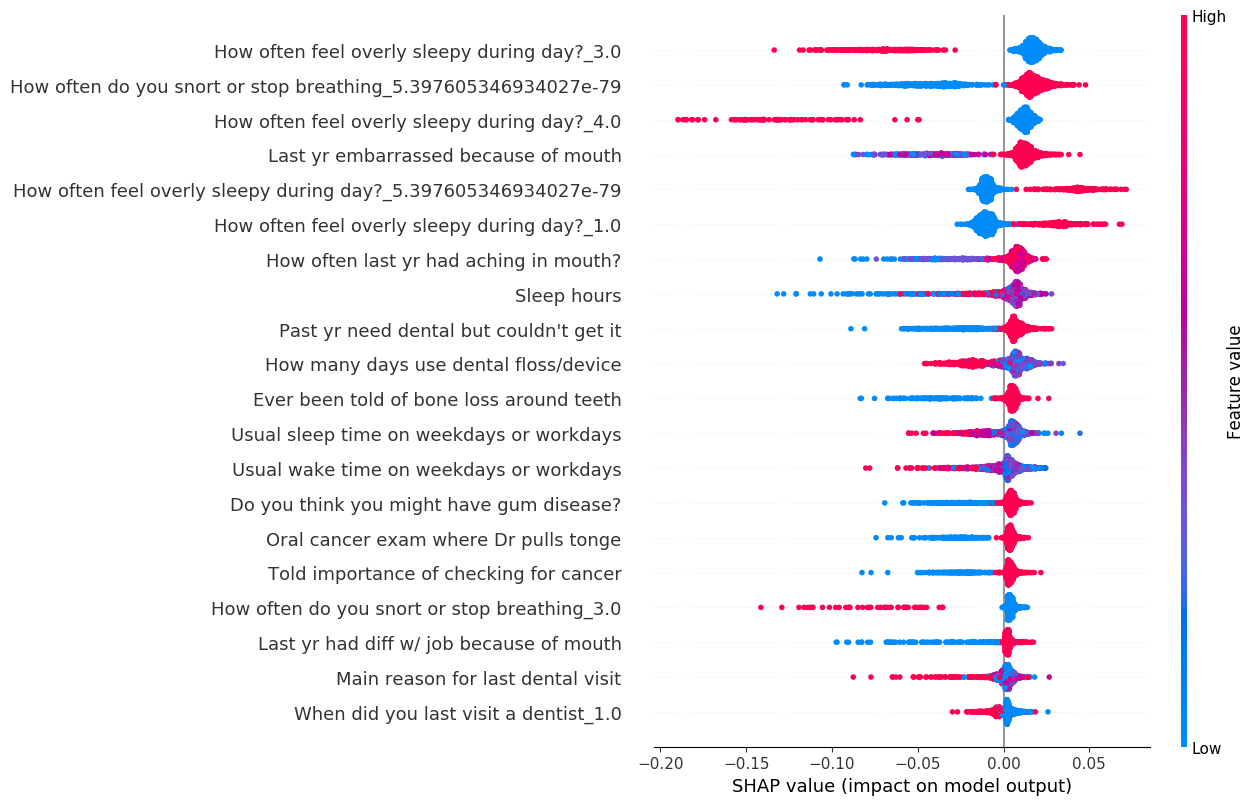 High
How often feel overly sleepy during day?_3.0
How often do you snort or stop breathing_5.397605346934027e-79
How often feel overly sleepy during day?_4.0
Last yr embarrassed because of mouth
How often feel overly sleepy during day?_5.397605346934027e-79
How often feel overly sleepy during day?_1.0
How often last yr had aching in mouth?
Sleep hours
Past yr need dental but couldn't get it
How many days use dental floss/device
Ever been told of bone loss around teeth
Usual sleep time on weekdays or workdays
Usual wake time on weekdays or workdays
Do you think you might have gum disease?
Oral cancer exam where Dr pulls tonge
Told importance of checking for cancer
How often do you snort or stop breathing_3.0
Last yr had diff w/ job because of mouth
Main reason for last dental visit
When did you last visit a dentist_1.0
Feature value
Low
−0.20 −0.15 −0.10 −0.05 0.00 0.05
SHAP value (impact on model output)